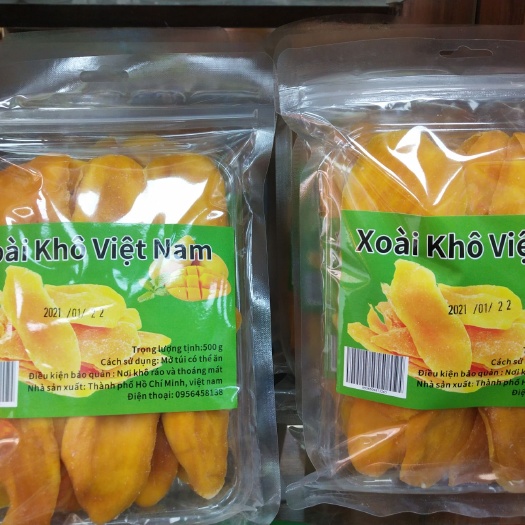 oài Khô Việt Nam
2021 /01/ 2 2
Trọng lượng tịnh:500 g
Cách sử dụng: Mở túi có thể ăn
Điều kiện bảo quản : Nơi khô ráo và thoáng mát
Nhà sản xuất: Thành phố Hồ Chí Minh, việt nam
Điện thoại: 0956458158
Xoài Khô Việ
2021 /01/ 2 2
Cách s
Điều kiện bảo quản : Nơi k
Nhà sản xuất: Thành phố H
Điệ